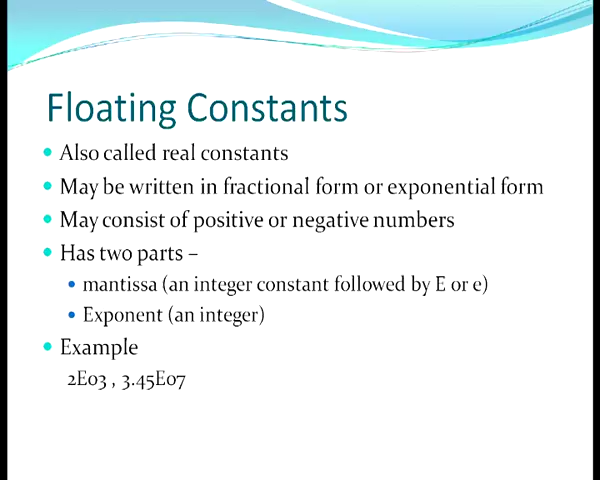 Floating Constants
Also called real constants
May be written in fractional form or exponential form
May consist of positive or negative numbers
Has two parts –
mantissa (an integer constant followed by E or e)
Exponent (an integer)
Example
2E03 , 3.45E07